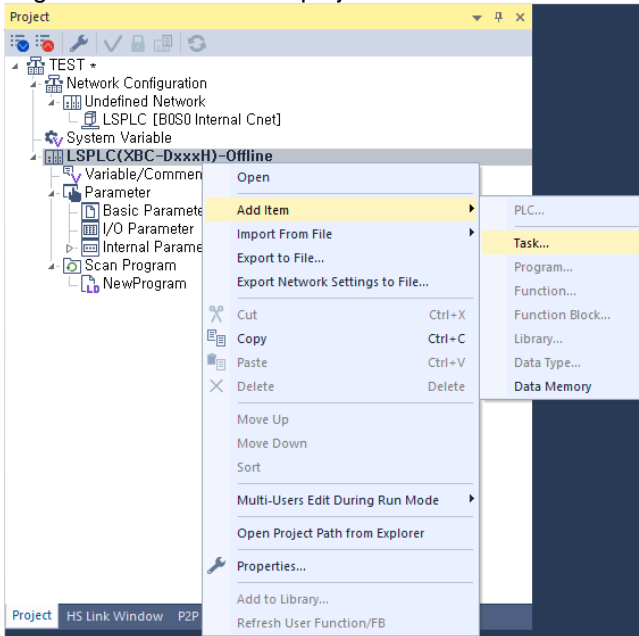 Project
TEST *
Network Configuration
Undefined Network
LSPLC [B0S0 Internal Cnet]
System Variable
LSPLC(XBC-DxxxH)-Offline
Variable/Commen
Parameter
Basic Paramete
I/O Parameter
Internal Parame
Scan Program
NewProgram
Open
Add Item
Import From File
Export to File...
Export Network Settings to File...
Cut Ctrl+X
Copy Ctrl+C
Paste Ctrl+V
Delete Delete
Move Up
Move Down
Sort
Multi-Users Edit During Run Mode
Open Project Path from Explorer
Properties...
Add to Library...
Refresh User Function/FB
PLC...
Task...
Program...
Function...
Function Block...
Library...
Data Type...
Data Memory
Project HS Link Window P2P